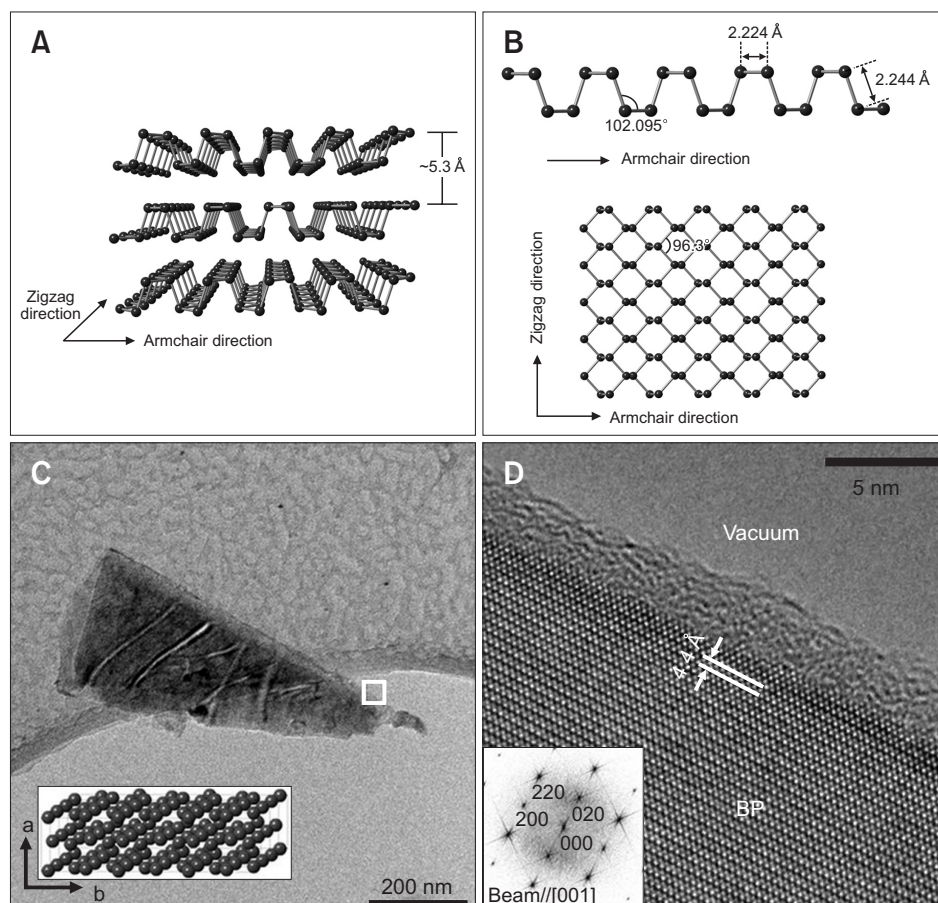 A
~5.3 Å
Zigzag
direction
Armchair direction
B
2.224 Å
2.244 Å
102.095°
Armchair direction
96.3°
Zigzag direction
Armchair direction
C
a
b
200 nm
D
5 nm
Vacuum
4.4 Å
BP
220
020
200
000
Beam//[001]